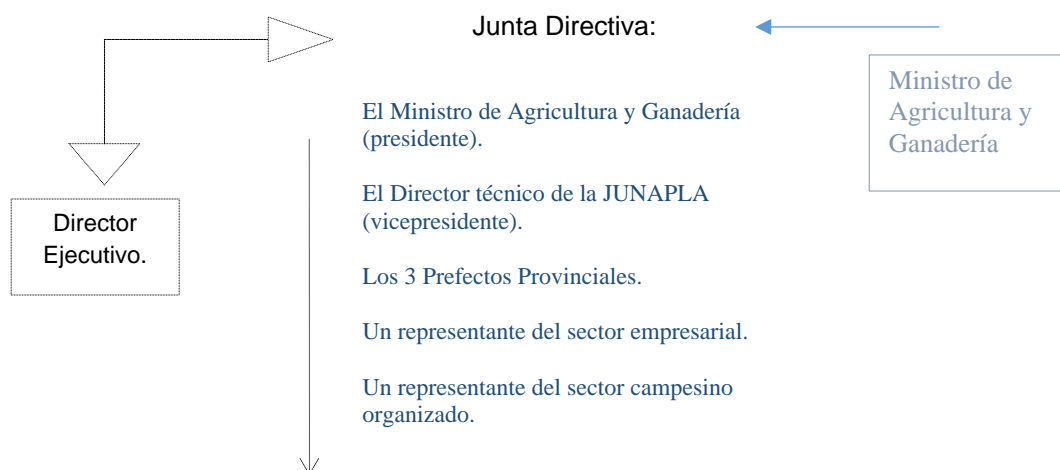 Junta Directiva:
Ministro de
Agricultura y
Ganadería
El Ministro de Agricultura y Ganadería
(presidente).
El Director técnico de la JUNAPLA
(vicepresidente).
Director
Ejecutivo.
Los 3 Prefectos Provinciales.
Un representante del sector empresarial.
Un representante del sector campesino
organizado.